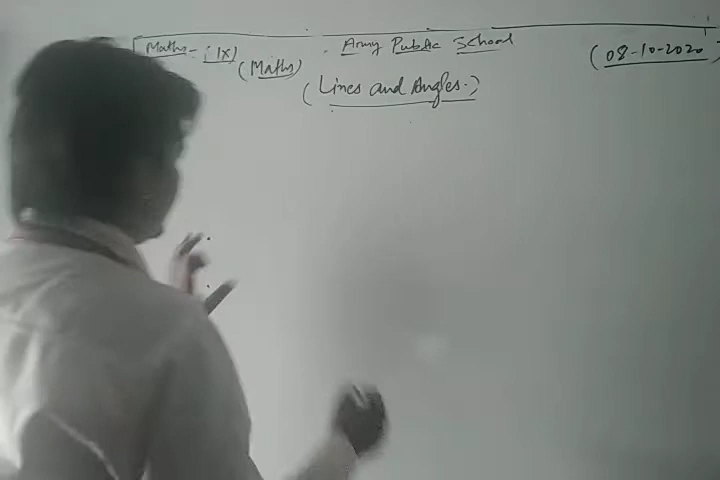 Maths - (IX) . Army Public School (08-10-2020)
(Maths)
(Lines and Angles.)